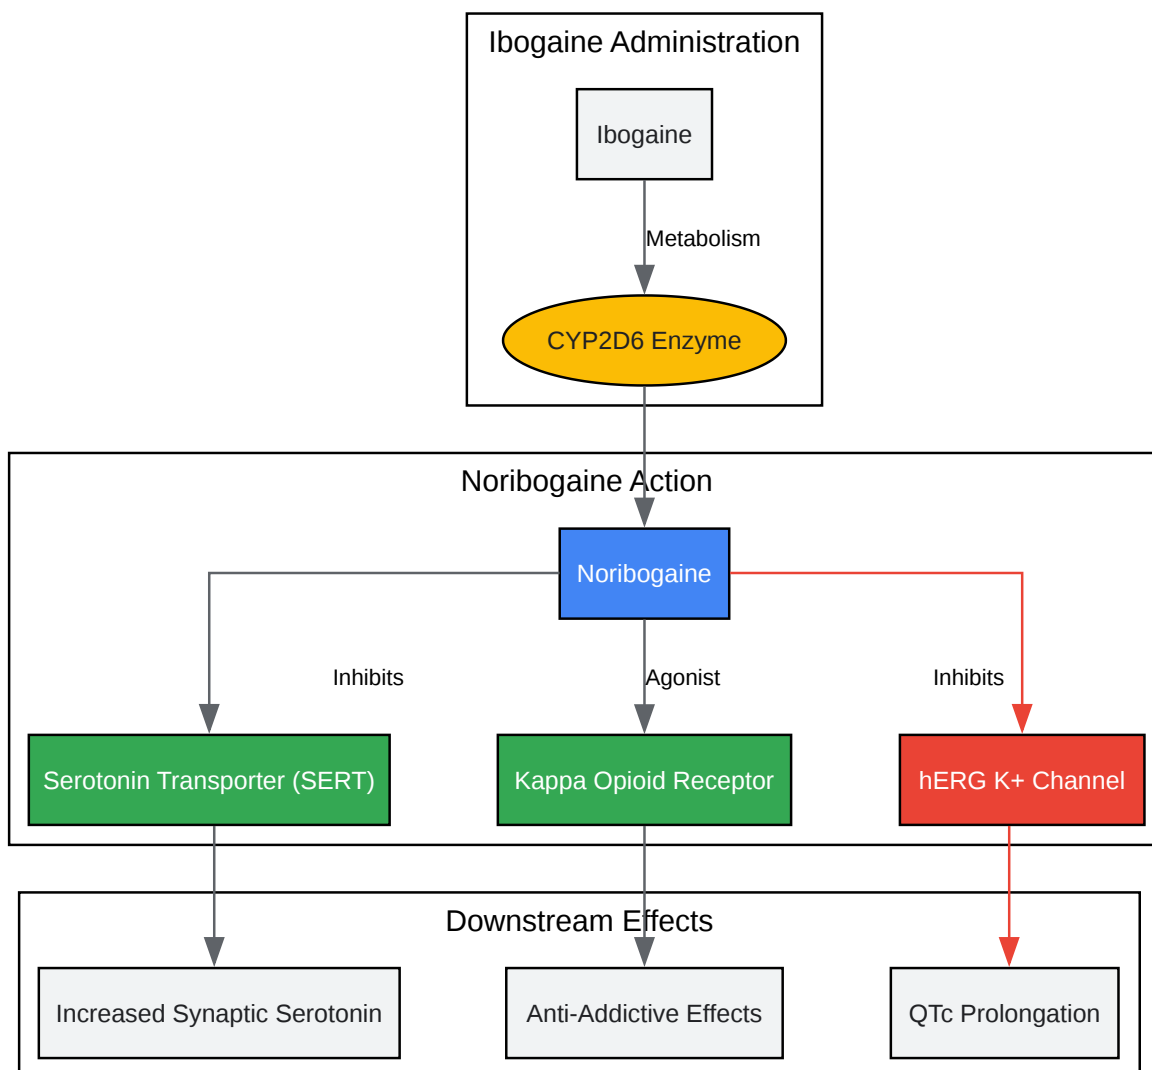 Ibogaine Administration
Ibogaine
Metabolism
CYP2D6 Enzyme
Noribogaine Action
Noribogaine
Inhibits
Agonist
Inhibits
Serotonin Transporter (SERT)
Kappa Opioid Receptor
hERG K+ Channel
Downstream Effects
Increased Synaptic Serotonin
Anti-Addictive Effects
QTc Prolongation